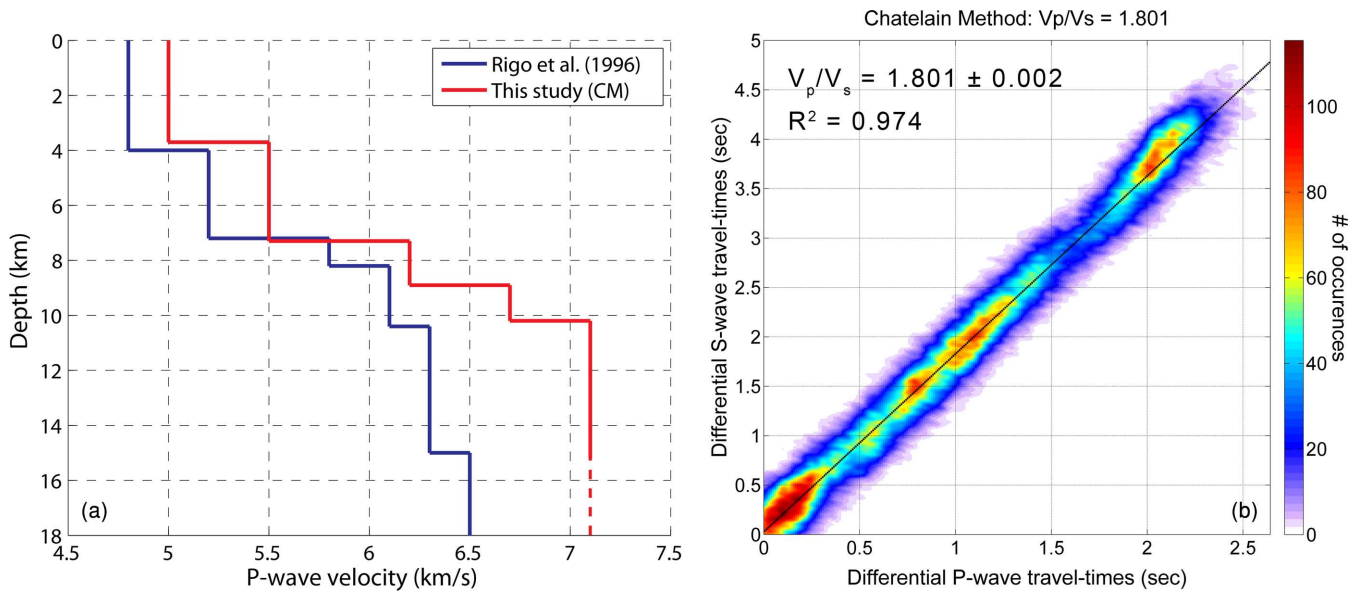 0
2
4
6
8
10
12
14
16
18
Depth (km)
4.5 5 5.5 6 6.5 7 7.5
P-wave velocity (km/s)
Rigo et al. (1996)
This study (CM)
(a)
Chatelain Method: Vp/Vs = 1.801
Vp/Vs = 1.801 ± 0.002
R² = 0.974
5
4.5
4
3.5
3
2.5
2
1.5
1
0.5
0
Differential S-wave travel-times (sec)
0 0.5 1 1.5 2 2.5
Differential P-wave travel-times (sec)
(b)
100
80
60
40
20
0
# of occurences